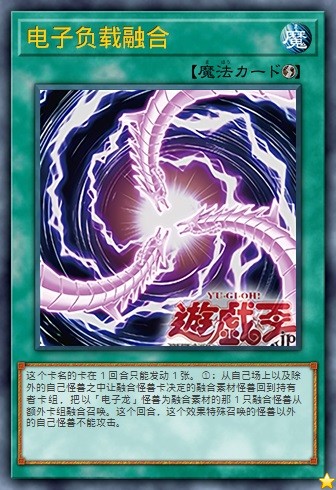 电子负载融合
魔
【魔法カード】
YU-GI-OH!
遊戯王
.jp
这个卡名的卡在１回合只能发动１张。①：从自己场上以及除
外的自己怪兽之中让融合怪兽卡决定的融合素材怪兽回到持有
者卡组，把以「电子龙」怪兽为融合素材的那１只融合怪兽从
额外卡组融合召唤。这个回合，这个效果特殊召唤的怪兽以外
的自己怪兽不能攻击。